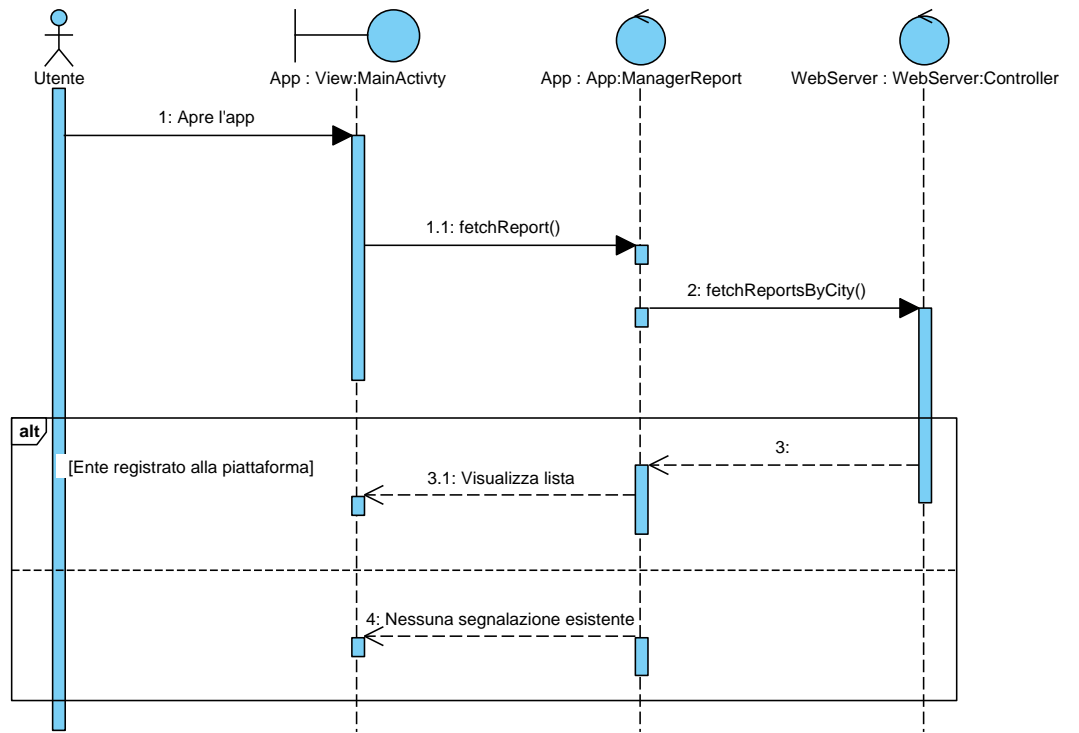 Utente
App : View:MainActivty
App : App:ManagerReport
WebServer : WebServer:Controller
1: Apre l'app
1.1: fetchReport()
2: fetchReportsByCity()
alt
[Ente registrato alla piattaforma]
3:
3.1: Visualizza lista
4: Nessuna segnalazione esistente